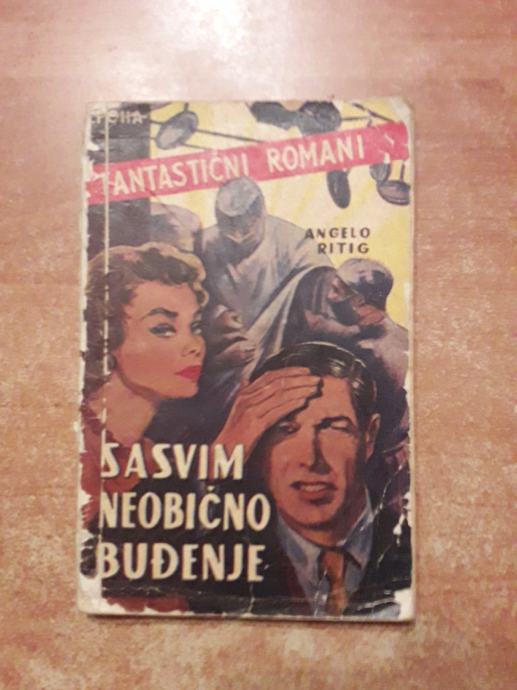 FANTASTIČNI ROMANI
ANGELO
RITIG
SASVIM
NEOBIČNO
BUĐENJE